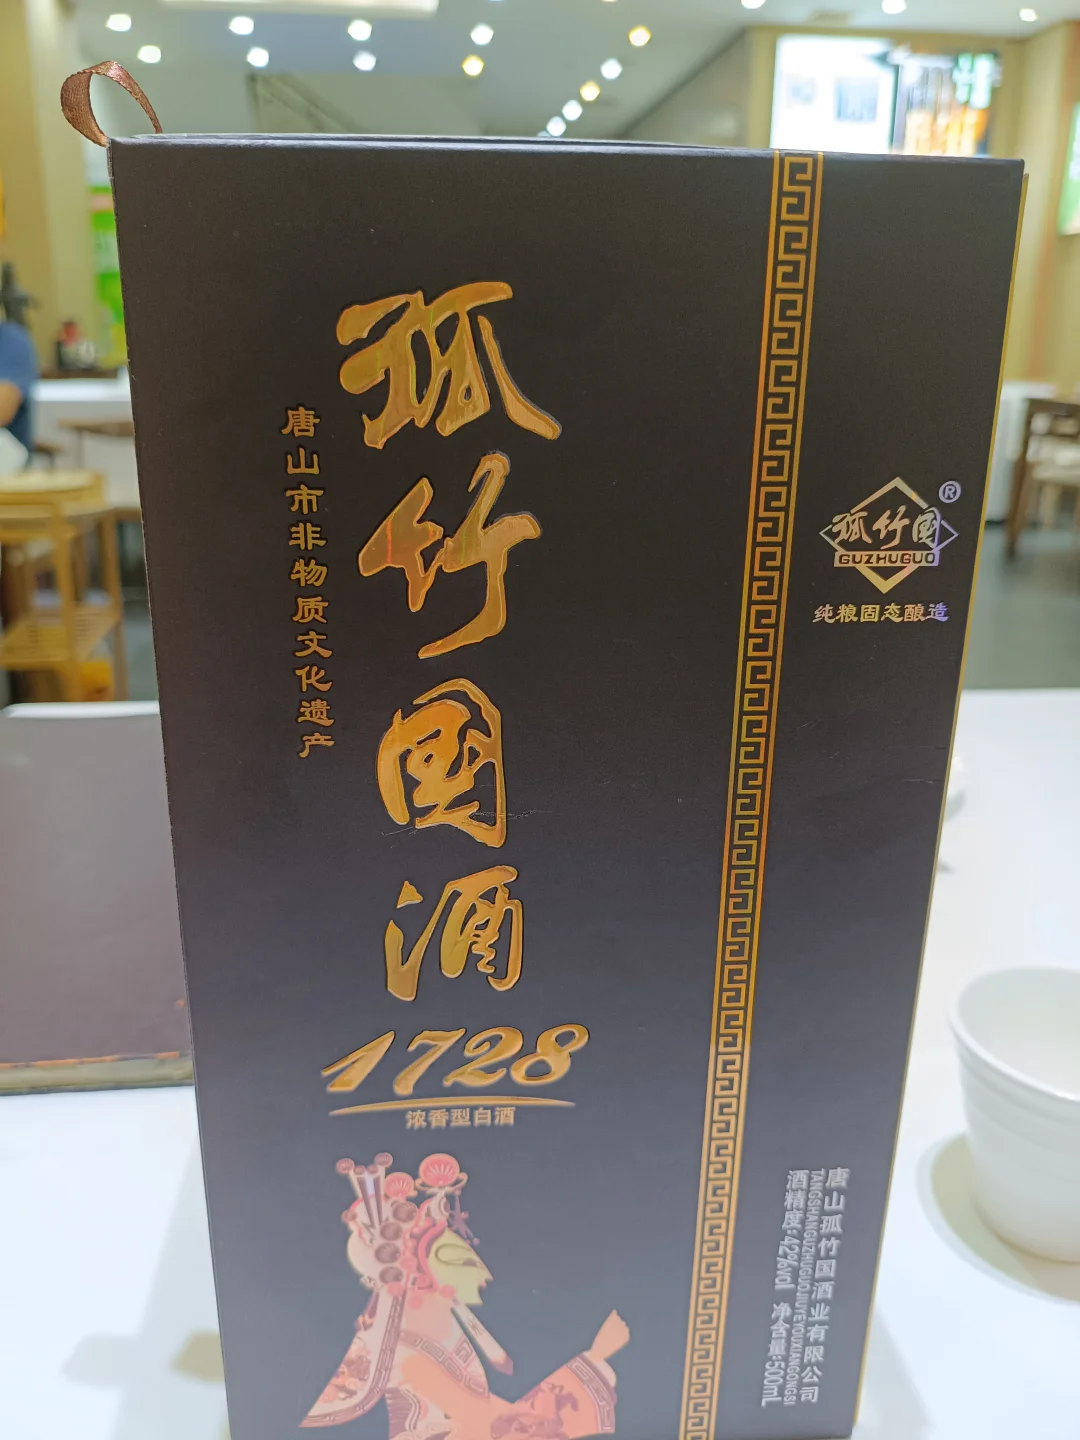 孤竹国酒
1728
浓香型白酒
唐山市非物质文化遗产
孤竹国
®
GUZHUGUO
纯粮固态酿造
唐山孤竹国酒业有限公司
TANGSHANGUZHUGUOJIUYEYOUXIANGONGSI
酒精度:42%vol 净含量:500mL